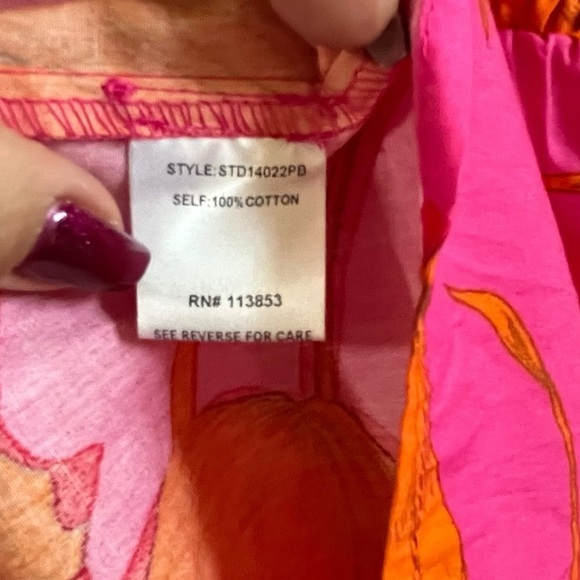 STYLE:STD14022PB
SELF:100%COTTON
RN# 113853
SEE REVERSE FOR CARE